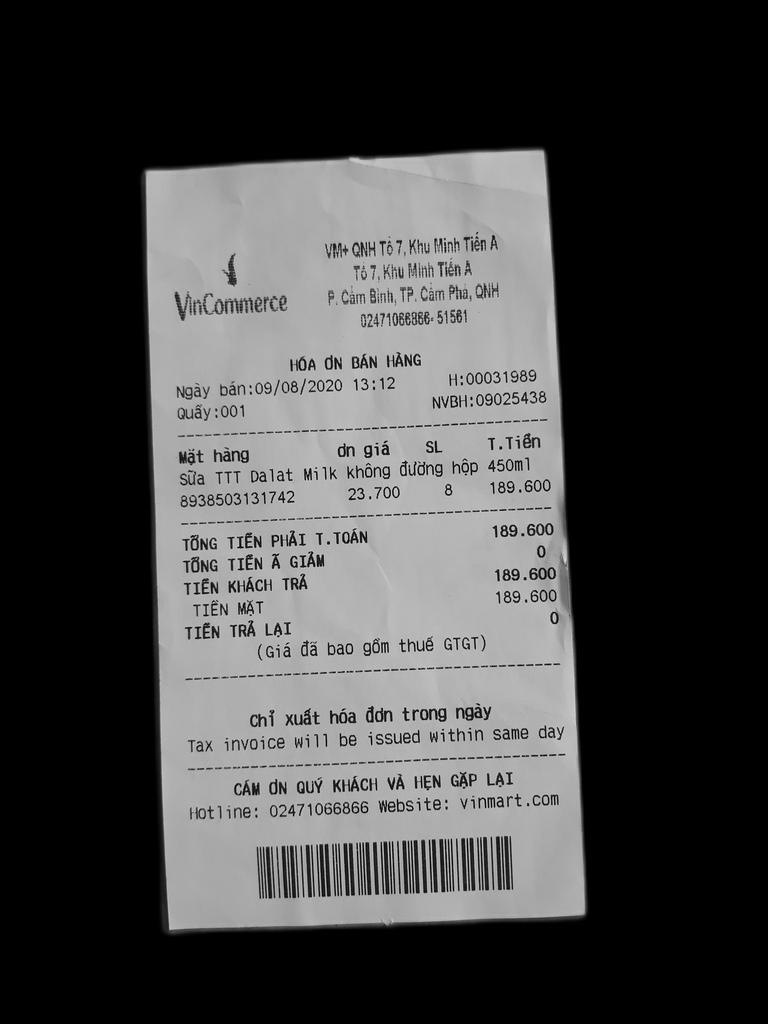 VinCommerce
VM+ QNH Tổ 7, Khu Minh Tiến A
Tổ 7, Khu Minh Tiến A
P. Cẩm Bình, TP. Cẩm Phả, QNH
02471066866- 51561
HÓA ƠN BÁN HÀNG
Ngày bán:09/08/2020 13:12 H:00031989
Quầy:001 NVBH:09025438
Mặt hàng ơn giá SL T.Tiền
Sữa TTT Dalat Milk không đường hộp 450ml
8938503131742 23.700 8 189.600
TỔNG TIỀN PHẢI T.TOÁN 189.600
TỔNG TIỀN Ã GIẢM 0
TIỀN KHÁCH TRẢ 189.600
TIỀN MẶT 189.600
TIỀN TRẢ LẠI 0
(Giá đã bao gồm thuế GTGT)
Chỉ xuất hóa đơn trong ngày
Tax invoice will be issued within same day
CÁM ƠN QUÝ KHÁCH VÀ HẸN GẶP LẠI
Hotline: 02471066866 Website: vinmart.com